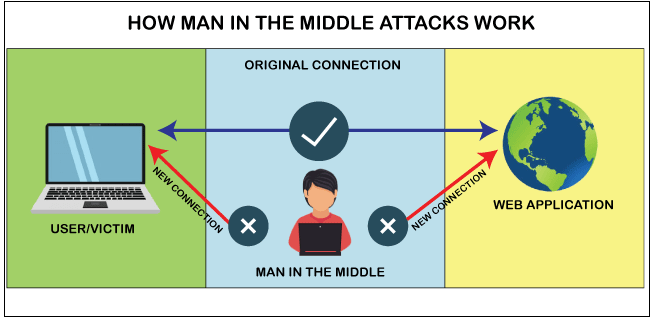 HOW MAN IN THE MIDDLE ATTACKS WORK
ORIGINAL CONNECTION
NEW CONNECTION
NEW CONNECTION
USER/VICTIM
MAN IN THE MIDDLE
WEB APPLICATION